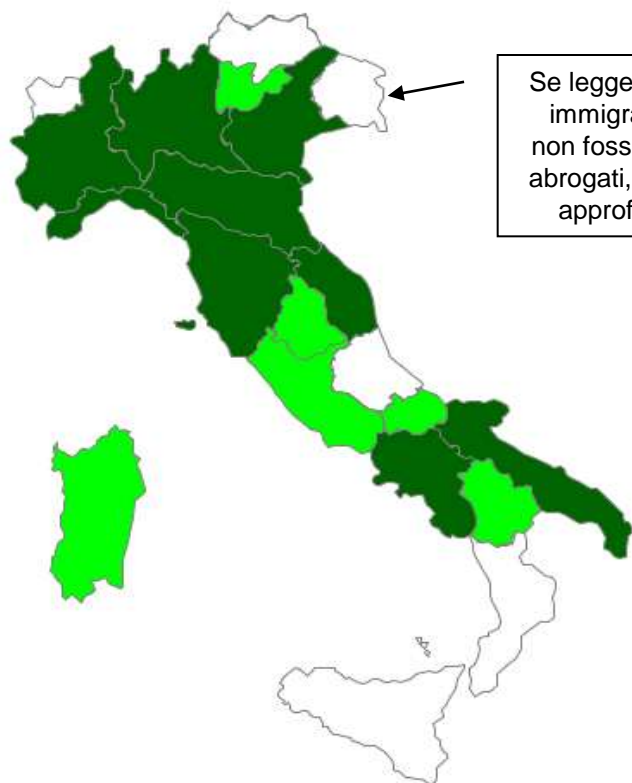 Se legge
immigra
non foss
abrogati,
approf